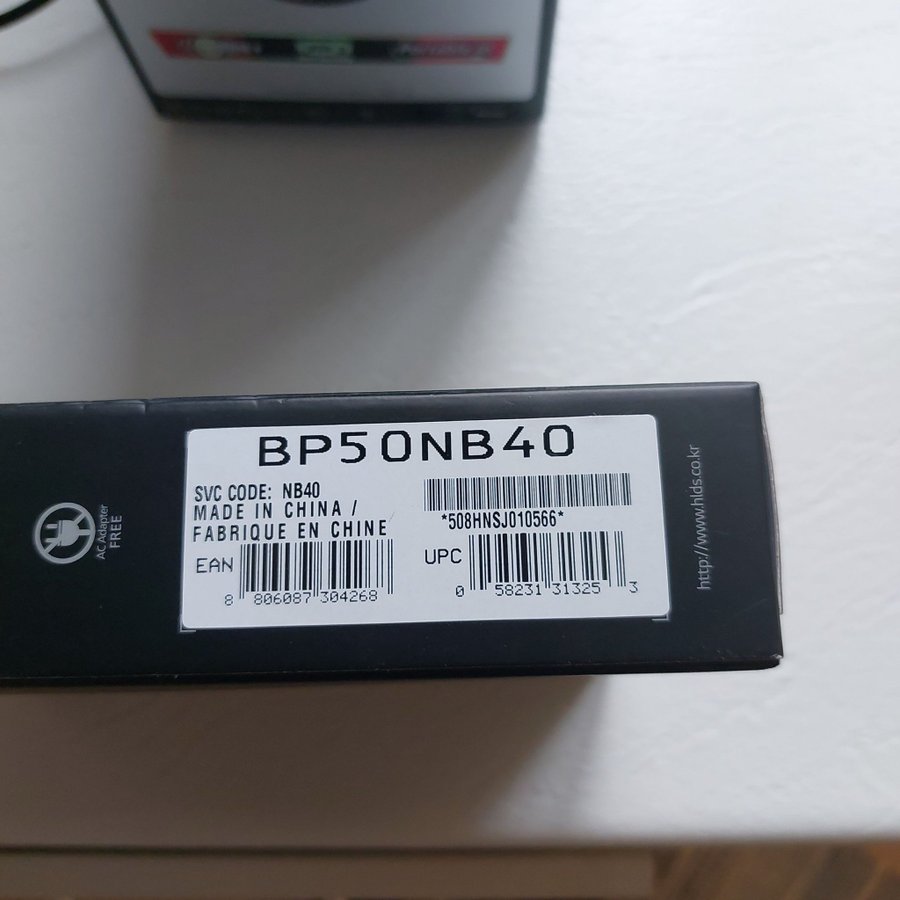 BP50NB40
SVC CODE: NB40
MADE IN CHINA /
FABRIQUE EN CHINE
*508HNSJ010566*
EAN
8 806087 304268
UPC
0 58231 31325 3
AC Adapter
FREE
http://www.hlds.co.kr